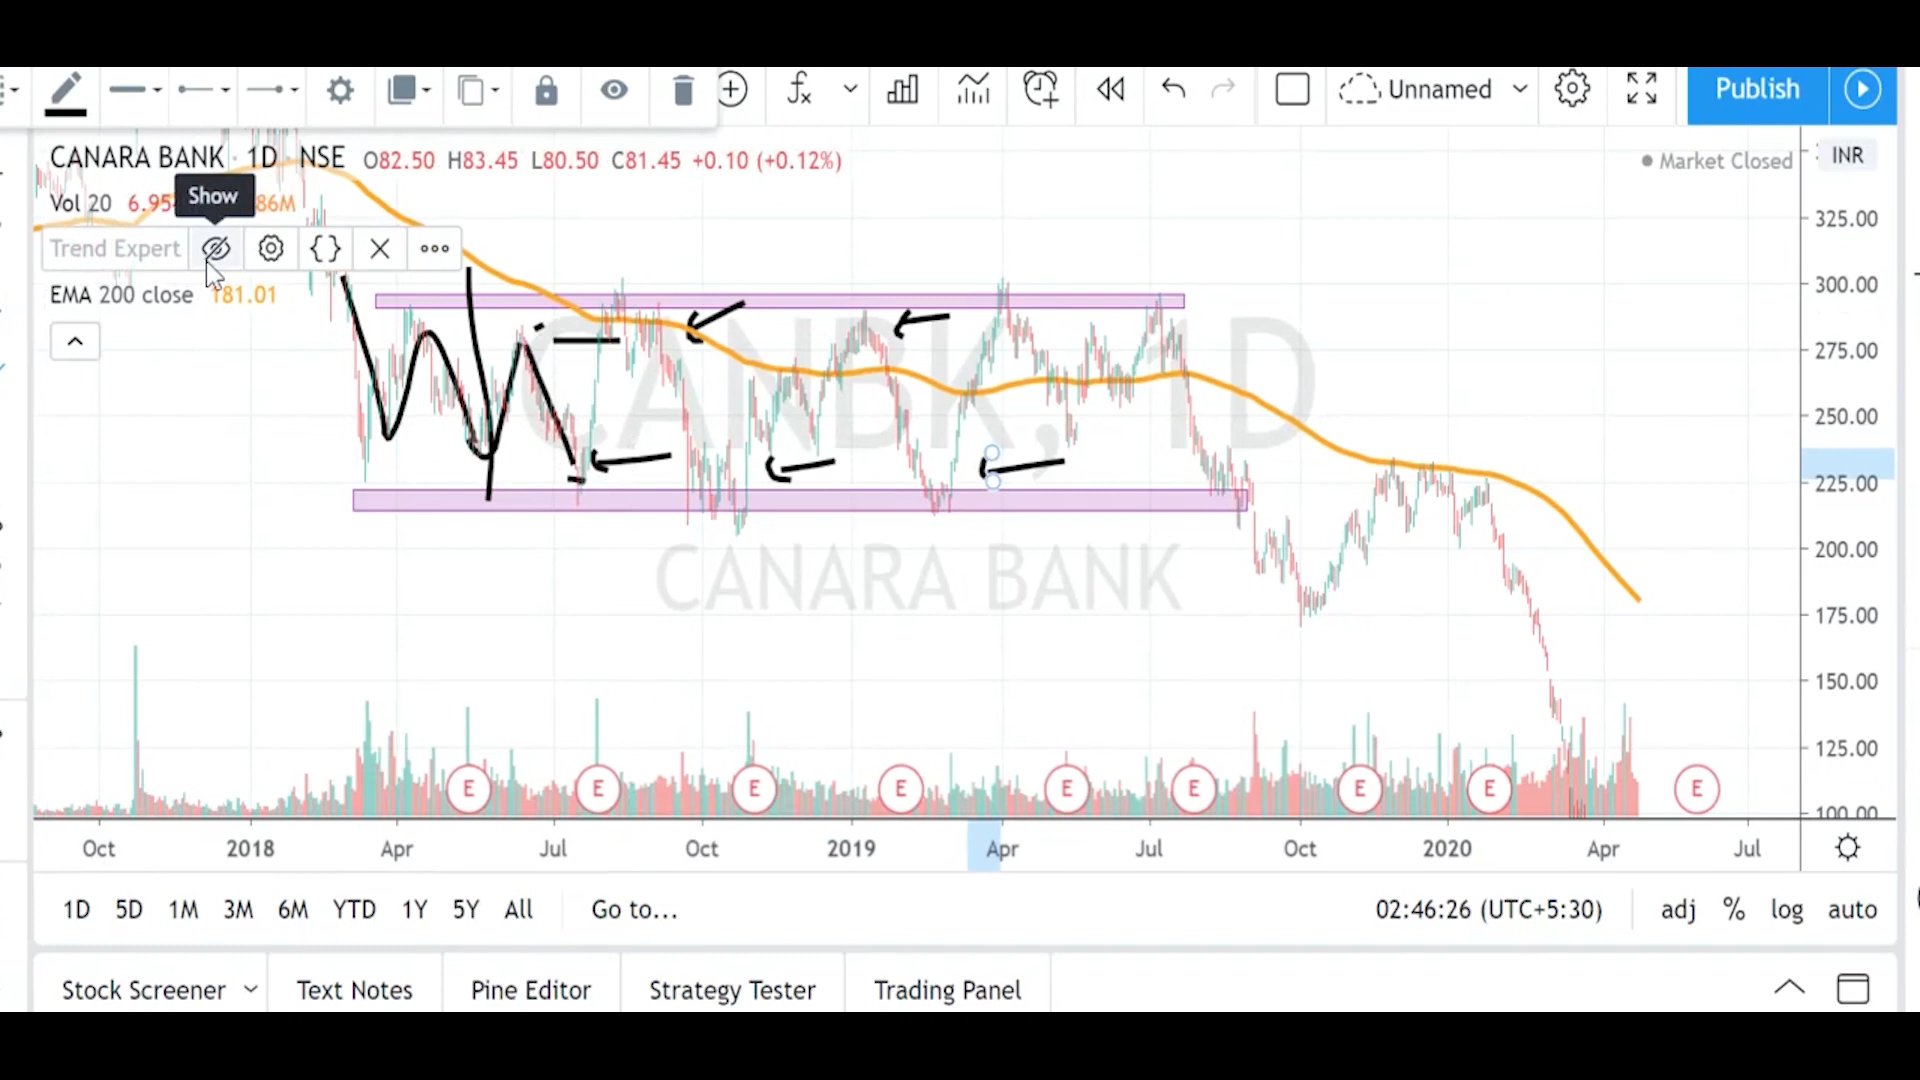 Unnamed
Publish
CANARA BANK · 1D · NSE O82.50 H83.45 L80.50 C81.45 +0.10 (+0.12%)
Market Closed
INR
Show
Vol 20 6.95 86M
Trend Expert
EMA 200 close 181.01
325.00
300.00
275.00
250.00
225.00
200.00
175.00
150.00
125.00
100.00
CANBK, 1D
CANARA BANK
E E E E E E E E E
Oct 2018 Apr Jul Oct 2019 Apr Jul Oct 2020 Apr Jul
1D 5D 1M 3M 6M YTD 1Y 5Y All Go to... 02:46:26 (UTC+5:30) adj % log auto
Stock Screener Text Notes Pine Editor Strategy Tester Trading Panel